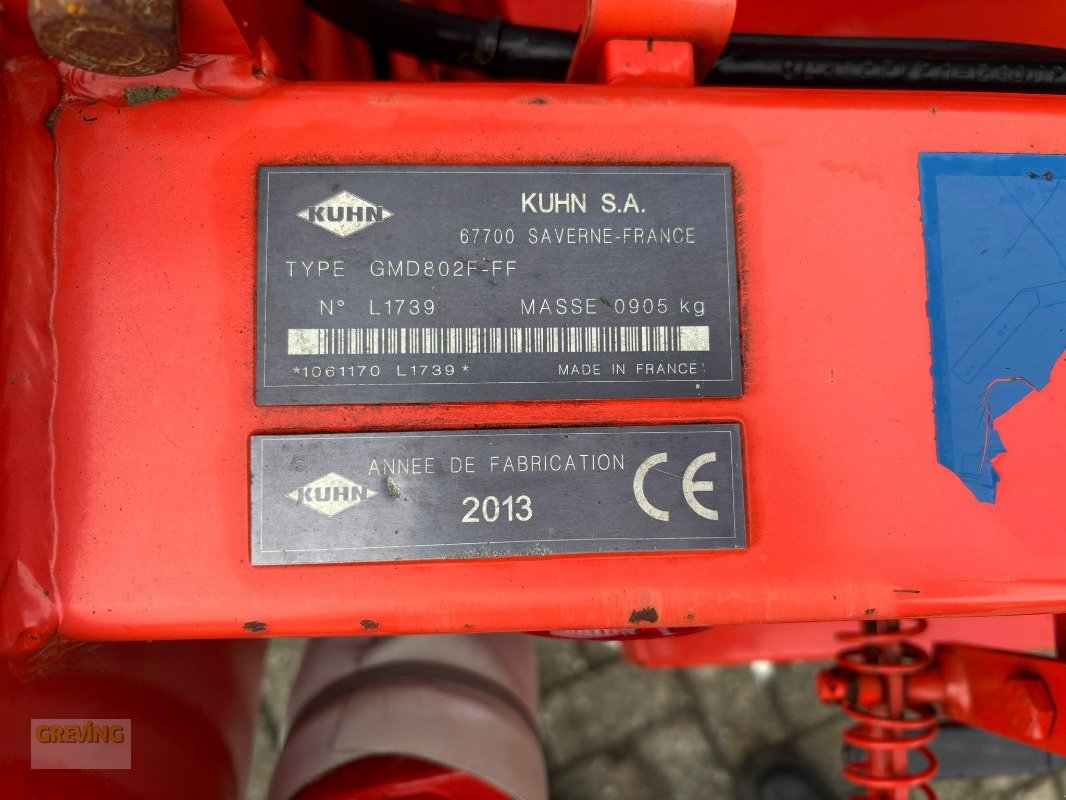 KUHN
KUHN S.A.
67700 SAVERNE-FRANCE
TYPE GMD802F-FF
N° L1739 MASSE 0905 kg
*1061170 L1739* MADE IN FRANCE
KUHN
ANNEE DE FABRICATION
2013
CE
GREVING